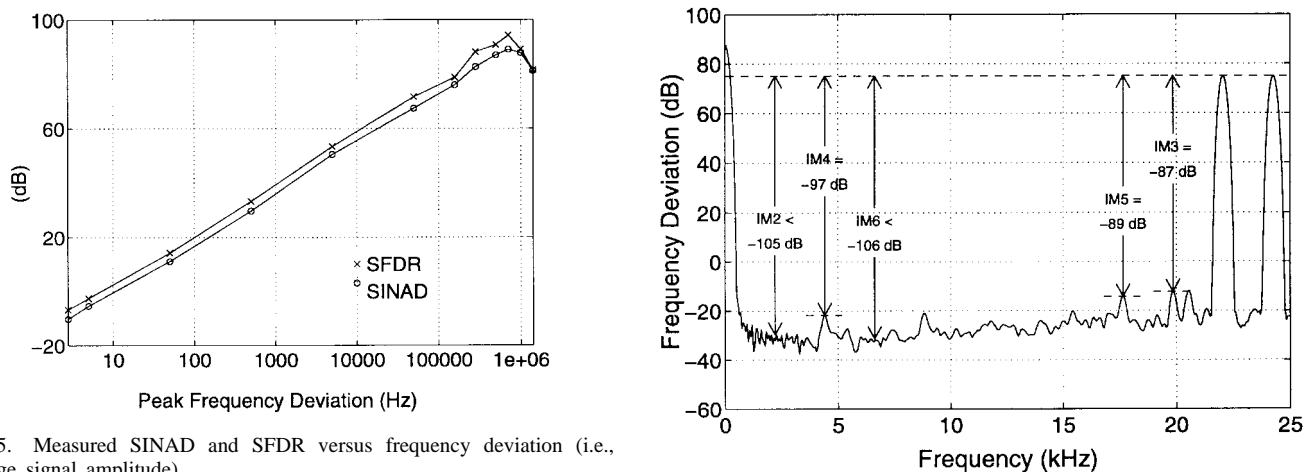 100
60
20
−20
(dB)
10 100 1000 10000 100000 1e+06
Peak Frequency Deviation (Hz)
× SFDR
o SINAD
5. Measured SINAD and SFDR versus frequency deviation (i.e.,
ge signal amplitude)
100
80
60
40
20
0
−20
−40
−60
Frequency Deviation (dB)
IM2 <
−105 dB
IM4 =
−97 dB
IM6 <
−106 dB
IM5 =
−89 dB
IM3 =
−87 dB
0 5 10 15 20 25
Frequency (kHz)